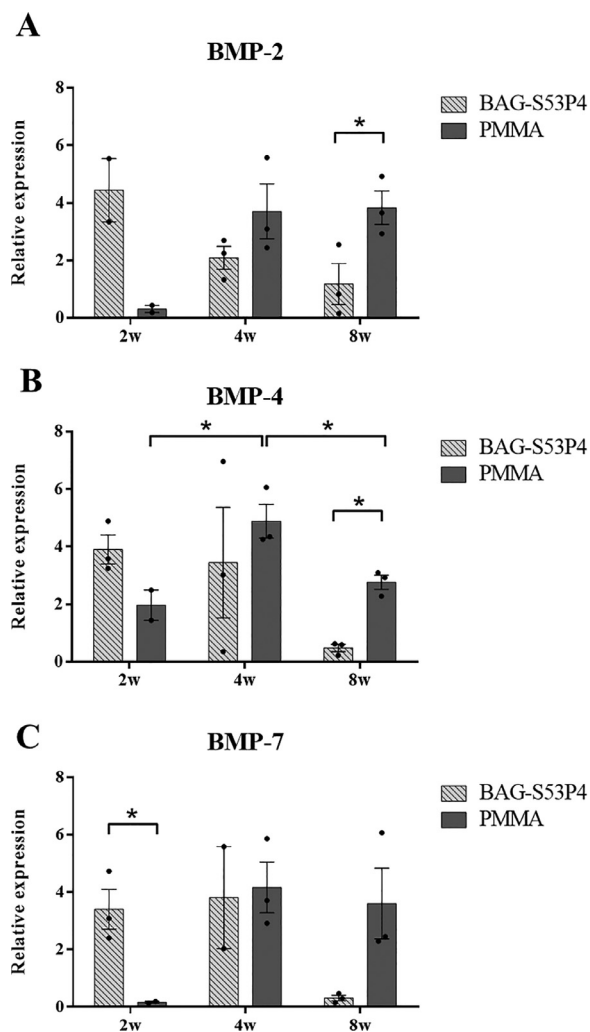 A
BMP-2
Relative expression
8
6
4
2
0
2w 4w 8w
*
BAG-S53P4
PMMA
B
BMP-4
Relative expression
8
6
4
2
0
2w 4w 8w
* *
*
BAG-S53P4
PMMA
C
BMP-7
Relative expression
8
6
4
2
0
2w 4w 8w
*
BAG-S53P4
PMMA